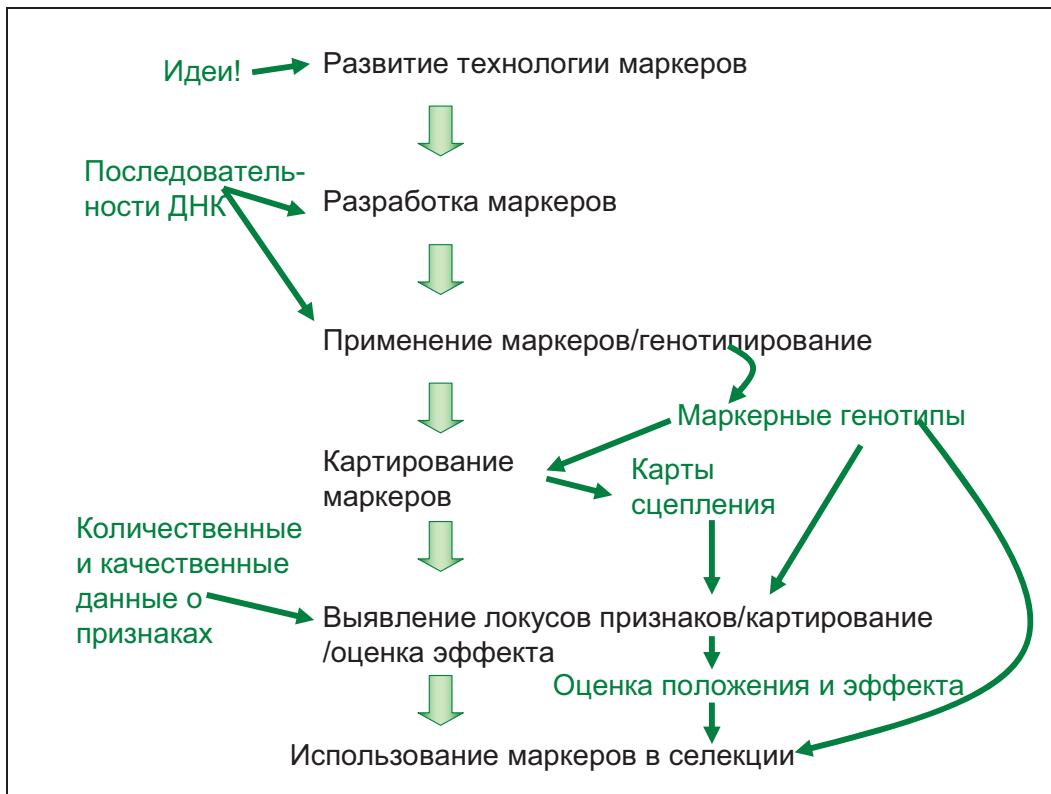 Идеи!
Развитие технологии маркеров
Последователь-
ности ДНК
Разработка маркеров
Применение маркеров/генотипирование
Маркерные генотипы
Картирование
маркеров
Карты
сцепления
Количественные
и качественные
данные о
признаках
Выявление локусов признаков/картирование
/оценка эффекта
Оценка положения и эффекта
Использование маркеров в селекции